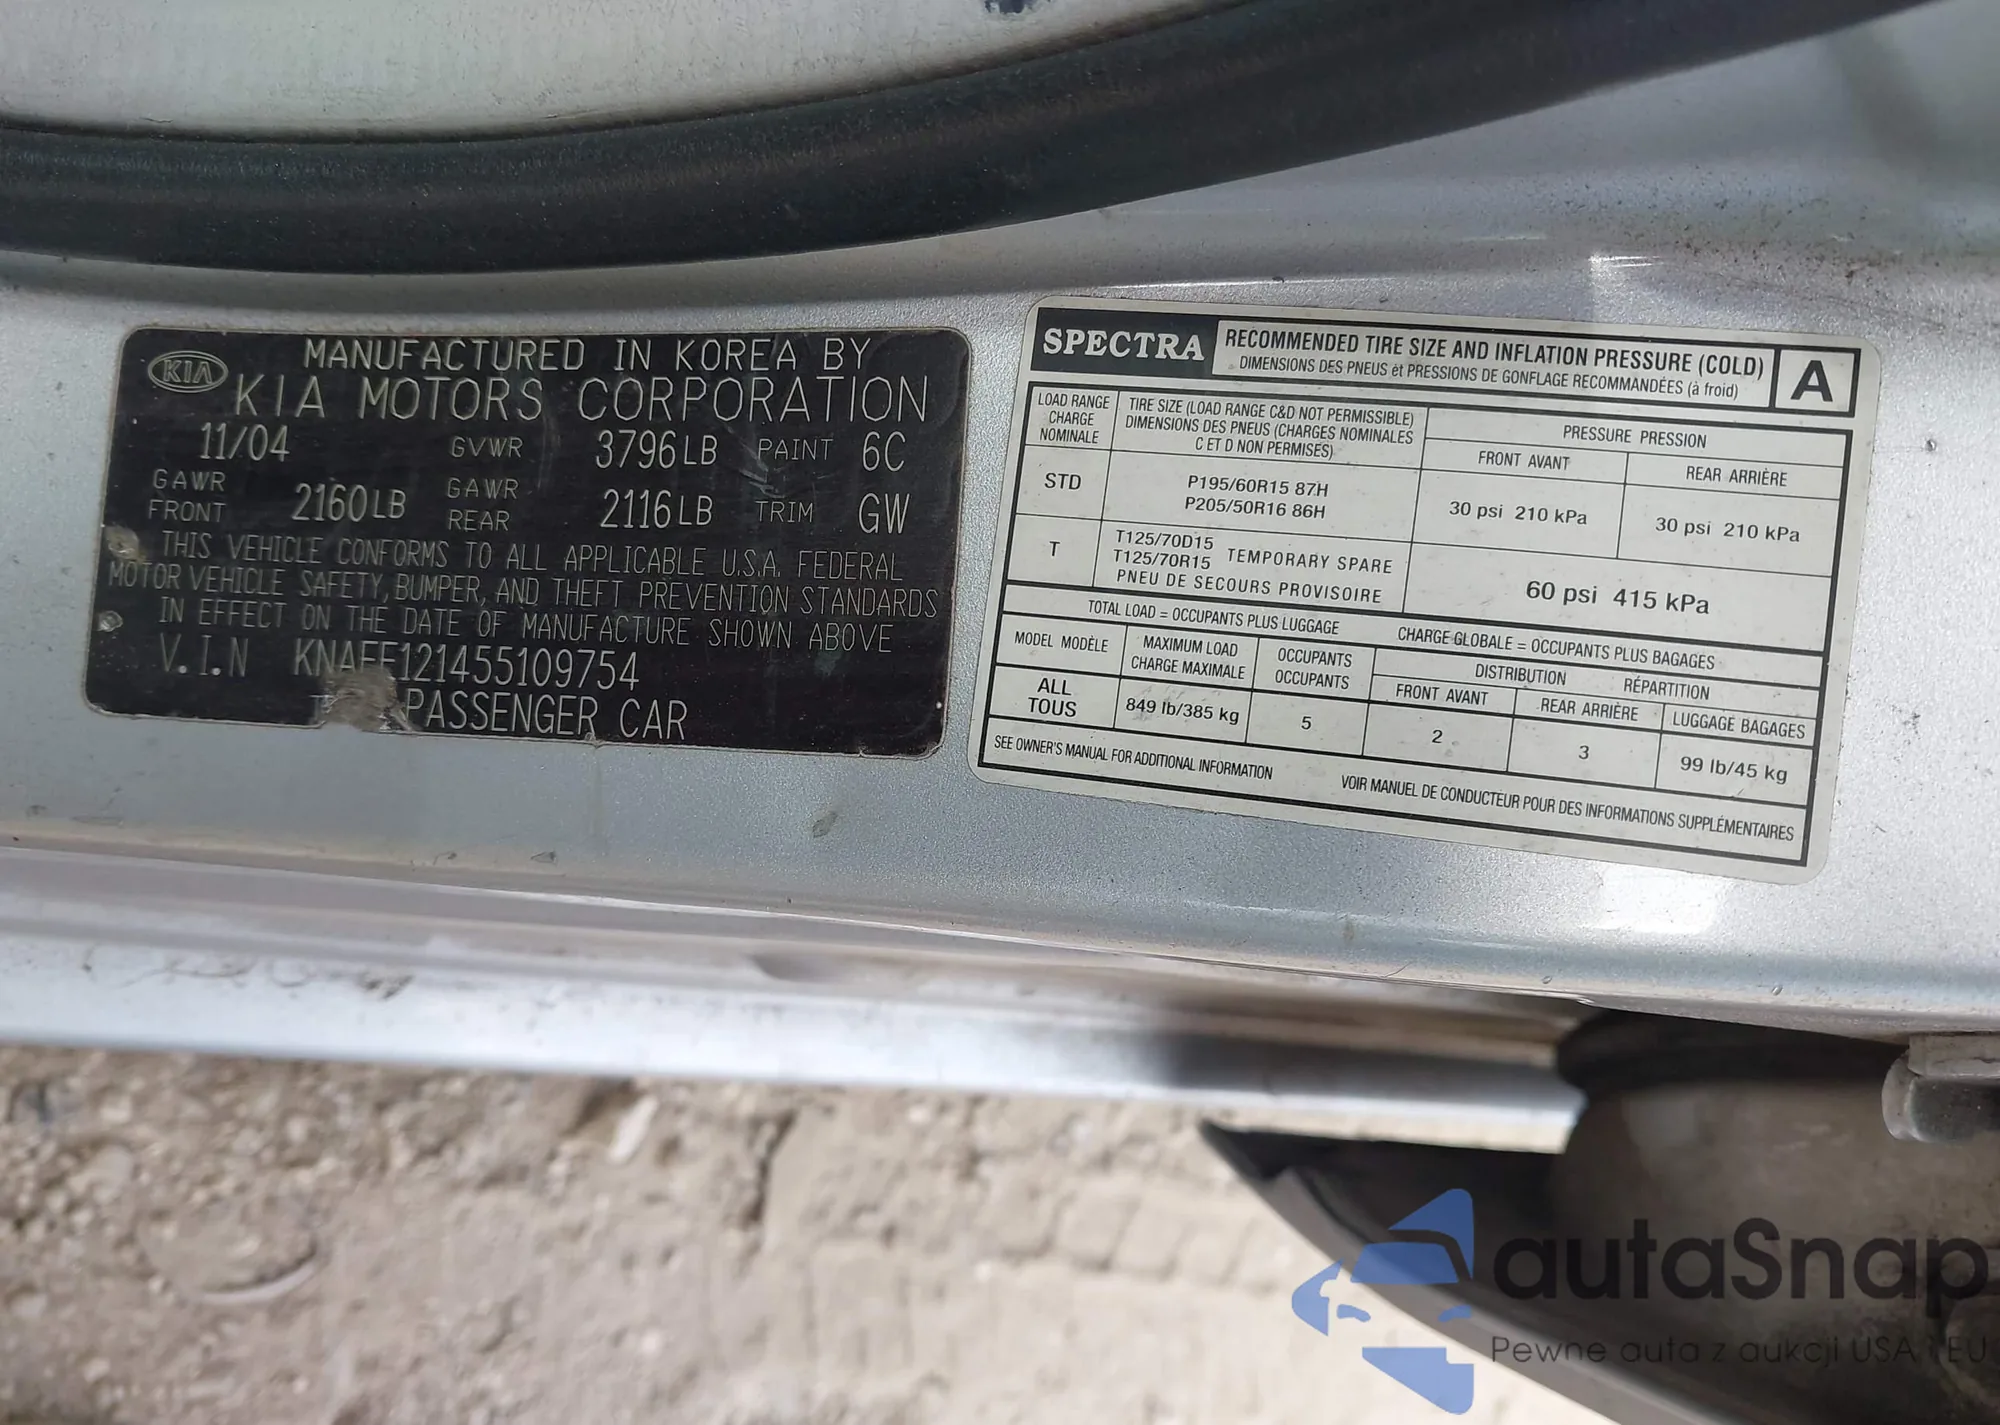 KIA
MANUFACTURED IN KOREA BY
KIA MOTORS CORPORATION
11/04 GVWR 3796LB PAINT 6C
GAWR FRONT 2160LB GAWR REAR 2116LB TRIM GW
THIS VEHICLE CONFORMS TO ALL APPLICABLE U.S.A. FEDERAL
MOTOR VEHICLE SAFETY, BUMPER, AND THEFT PREVENTION STANDARDS
IN EFFECT ON THE DATE OF MANUFACTURE SHOWN ABOVE
V.I.N KNAFE121455109754
PASSENGER CAR
SPECTRA
RECOMMENDED TIRE SIZE AND INFLATION PRESSURE (COLD)
DIMENSIONS DES PNEUS ét PRESSIONS DE GONFLAGE RECOMMANDÉES (à froid)
A
LOAD RANGE
CHARGE
NOMINALE
TIRE SIZE (LOAD RANGE C&D NOT PERMISSIBLE)
DIMENSIONS DES PNEUS (CHARGES NOMINALES
C ET D NON PERMISES)
PRESSURE PRESSION
FRONT AVANT
REAR ARRIÈRE
STD
P195/60R15 87H
P205/50R16 86H
30 psi 210 kPa
30 psi 210 kPa
T
T125/70D15
T125/70R15 TEMPORARY SPARE
PNEU DE SECOURS PROVISOIRE
60 psi 415 kPa
TOTAL LOAD = OCCUPANTS PLUS LUGGAGE
CHARGE GLOBALE = OCCUPANTS PLUS BAGAGES
MODEL MODÈLE
MAXIMUM LOAD
CHARGE MAXIMALE
OCCUPANTS
OCCUPANTS
DISTRIBUTION RÉPARTITION
FRONT AVANT
REAR ARRIÈRE
LUGGAGE BAGAGES
ALL
TOUS
849 lb/385 kg
5
2
3
99 lb/45 kg
SEE OWNER'S MANUAL FOR ADDITIONAL INFORMATION
VOIR MANUEL DE CONDUCTEUR POUR DES INFORMATIONS SUPPLÉMENTAIRES
autaSnap
Pewne auta z aukcji USA i EU